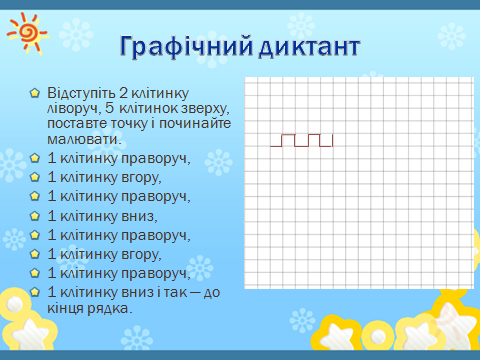 Графічний диктант
Відступіть 2 клітинку
ліворуч, 5 клітинок зверху,
поставте точку і починайте
малювати.
1 клітинку праворуч,
1 клітинку вгору,
1 клітинку праворуч,
1 клітинку вниз,
1 клітинку праворуч,
1 клітинку вгору,
1 клітинку праворуч,
1 клітинку вниз і так — до
кінця рядка.